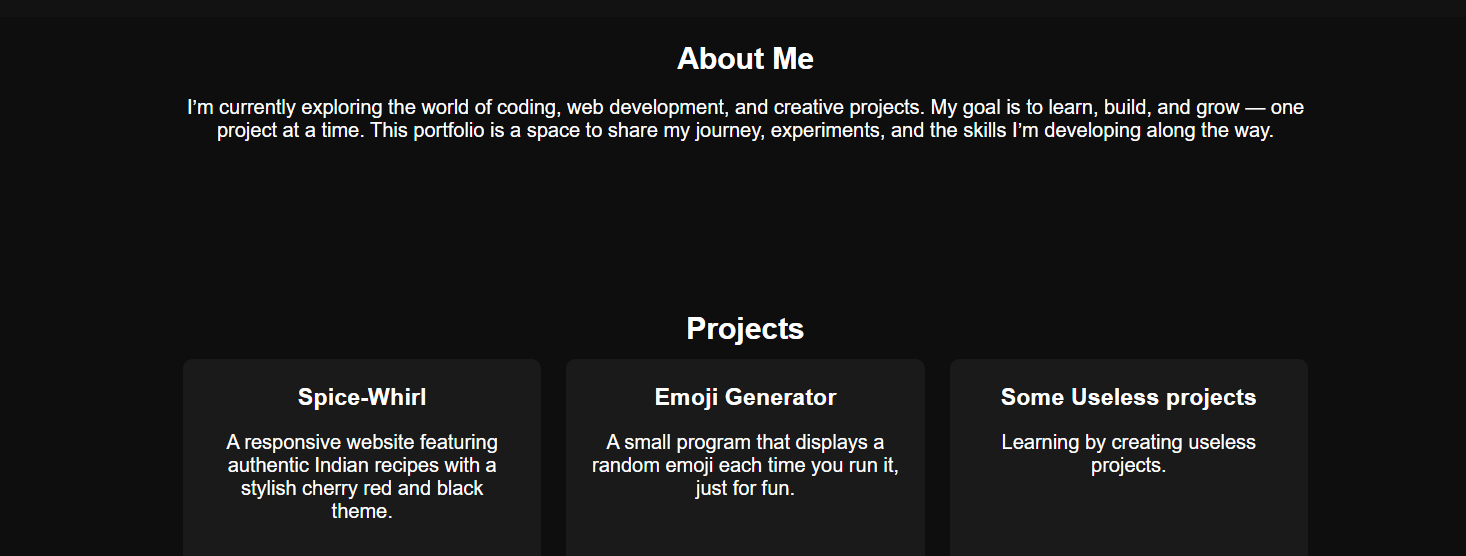 About Me
I’m currently exploring the world of coding, web development, and creative projects. My goal is to learn, build, and grow — one
project at a time. This portfolio is a space to share my journey, experiments, and the skills I’m developing along the way.
Projects
Spice-Whirl
A responsive website featuring
authentic Indian recipes with a
stylish cherry red and black
theme.
Emoji Generator
A small program that displays a
random emoji each time you run it,
just for fun.
Some Useless projects
Learning by creating useless
projects.